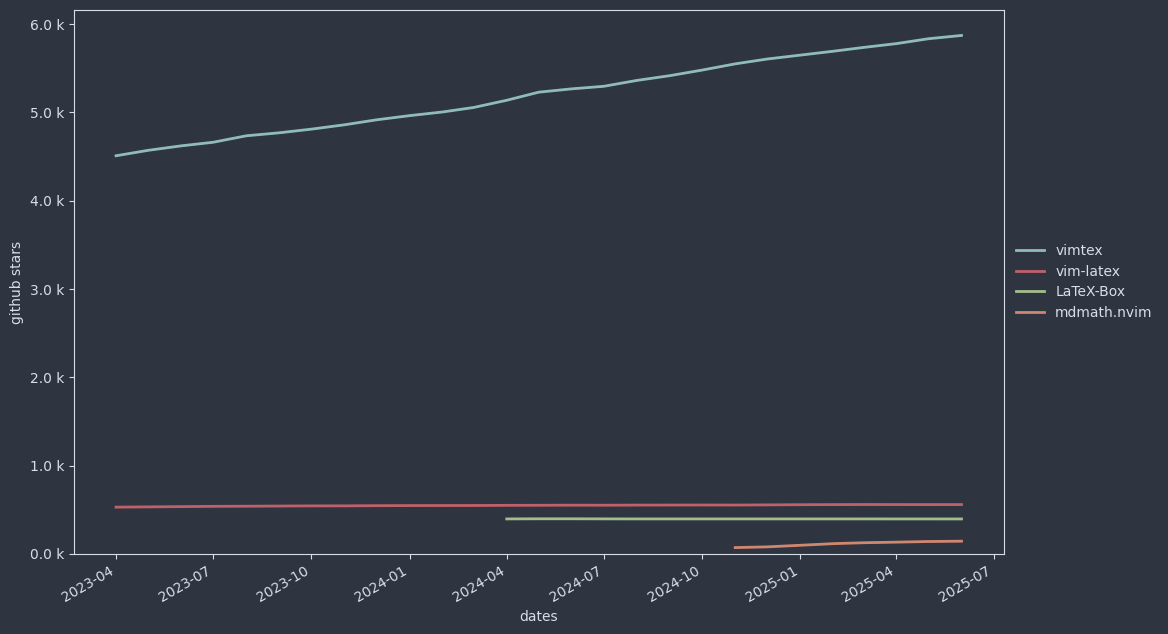 6.0 k
5.0 k
4.0 k
3.0 k
2.0 k
1.0 k
0.0 k
github stars
2023-04
2023-07
2023-10
2024-01
2024-04
2024-07
2024-10
2025-01
2025-04
2025-07
dates
vimtex
vim-latex
LaTeX-Box
mdmath.nvim